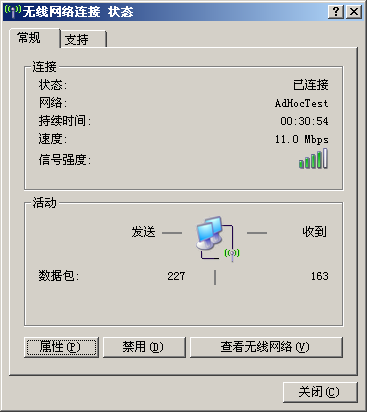 无线网络连接 状态
常规
支持
连接
状态: 已连接
网络: AdHocTest
持续时间: 00:30:54
速度: 11.0 Mbps
信号强度:
活动
发送 收到
数据包: 227 163
属性(P) 禁用(D) 查看无线网络(V)
关闭(C)